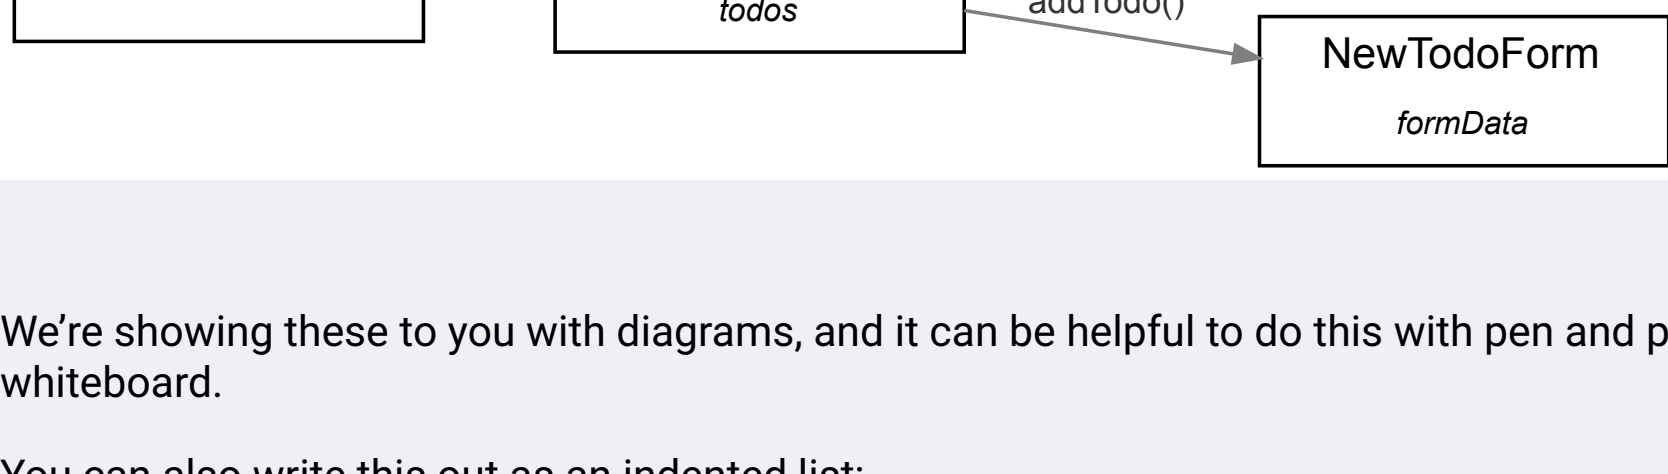 todos
addTodo()
NewTodoForm
formData
We’re showing these to you with diagrams, and it can be helpful to do this with pen and
whiteboard.
You can also write this out as an indented list: